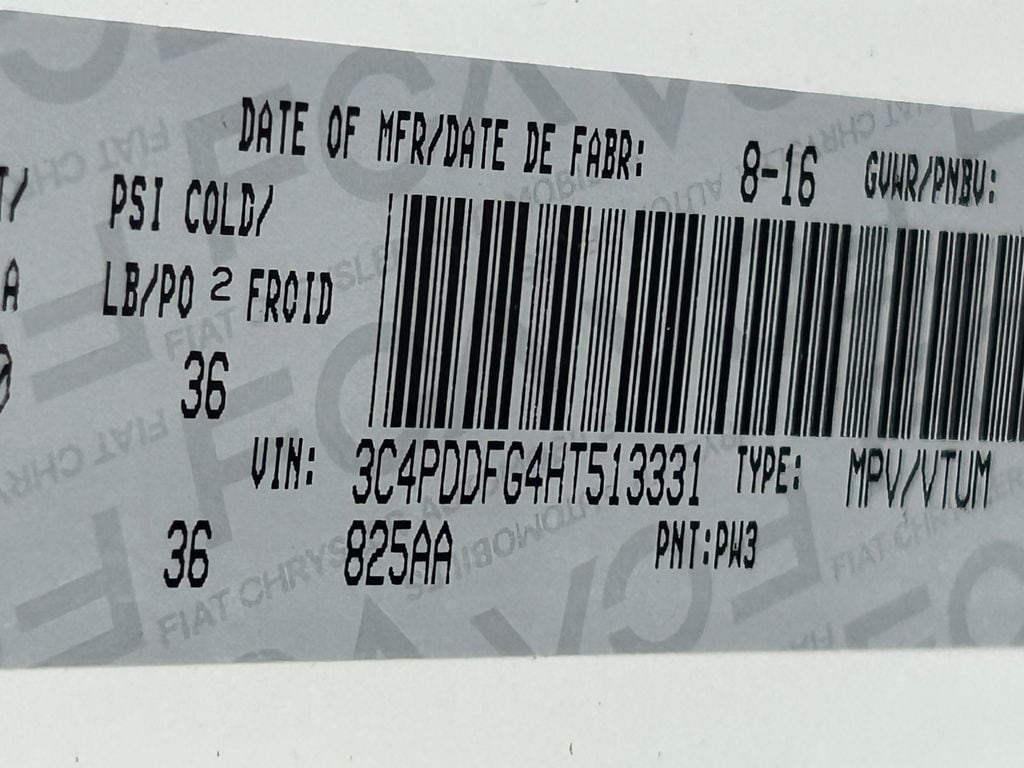 DATE OF MFR/DATE DE FABR: 8-16 GVWR/PNBV:
T/ PSI COLD/
A LB/PO 2 FROID
36
VIN: 3C4PDDFG4HT513331 TYPE: MPV/VTUM
36 825AA PNT:PW3